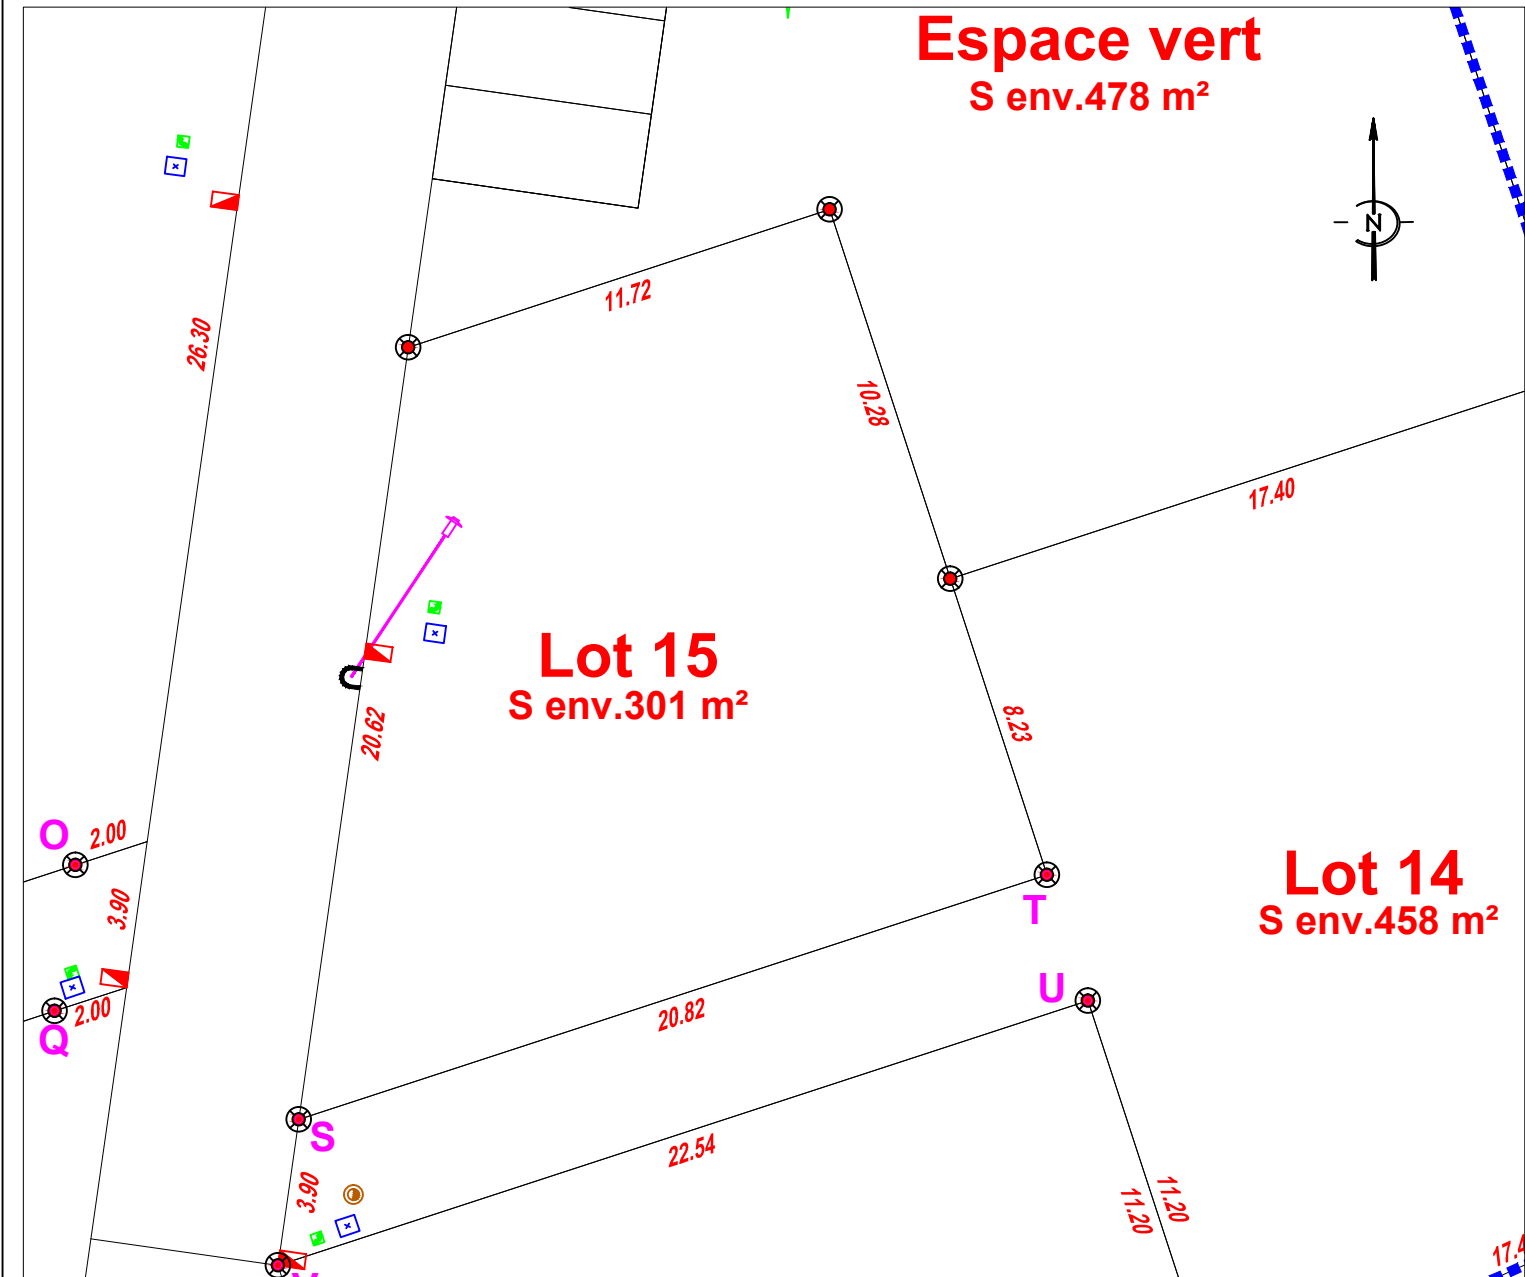 Espace vert
S env.478 m²
N
11.72
26.30
10.28
17.40
Lot 15
S env.301 m²
20.62
8.23
O
2.00
3.90
Lot 14
S env.458 m²
T
U
2.00
Q
20.82
S
22.54
3.90
11.20
11.20